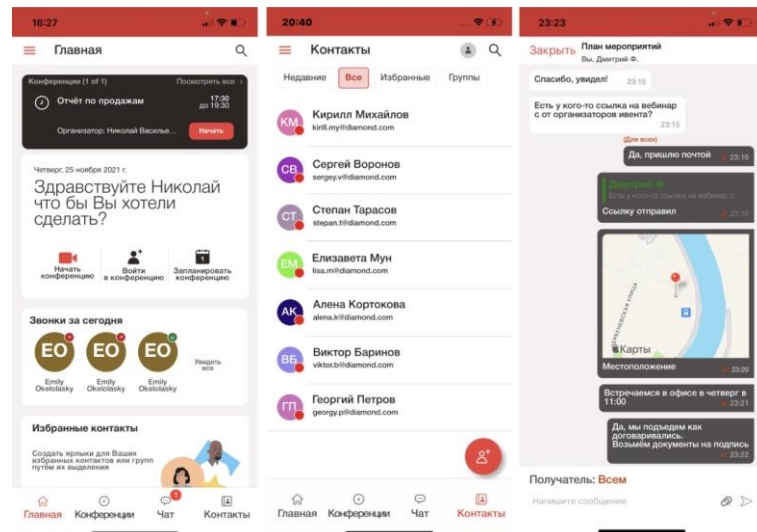 16:27
Главная
Конференции (1 of 1)
Посмотреть все >
Отчёт по продажам
17:30
до 19:30
Организатор: Николай Василье...
Начать
Четверг, 25 ноября 2021 г.
Здравствуйте Николай
что бы Вы хотели
сделать?
Начать
конференцию
Войти
в конференцию
Запланировать
конференцию
Звонки за сегодня
EO
EO
EO
Emily
Okelolasky
Emily
Okelolasky
Emily
Okelolasky
Увидеть
все
Избранные контакты
Создать ярлыки для Ваших
избранных контактов или групп
путём их выделения
1
Главная
Конференции
Чат
Контакты
20:40
Контакты
Недавние
Все
Избранные
Группы
КМ
Кирилл Михайлов
kirill.my@diamond.com
СВ
Сергей Воронов
sergey.v@diamond.com
СТ
Степан Тарасов
stepan.t@diamond.com
ЕМ
Елизавета Мун
lisa.m@diamond.com
АК
Алена Кортокова
alena.k@diamond.com
ВБ
Виктор Баринов
viktor.b@diamond.com
ГП
Георгий Петров
georgy.p@diamond.com
Главная
Конференции
Чат
Контакты
23:23
Закрыть
План мероприятий
Вы, Дмитрий Ф.
Спасибо, увидел!
23:15
Есть у кого-то ссылка на вебинар
с от организаторов ивента?
23:15
(Для всех)
Да, пришлю почтой
23:16
Дмитрий Ф.
Есть у кого-то ссылка на вебинар с ...
Ссылку отправил
Карты
Местоположение
23:20
Встречаемся в офисе в четверг в
11:00
23:21
Да, мы подъедем как
договаривались.
Возьмём документы на подпись
23:22
Получатель: Всем
Напишите сообщение